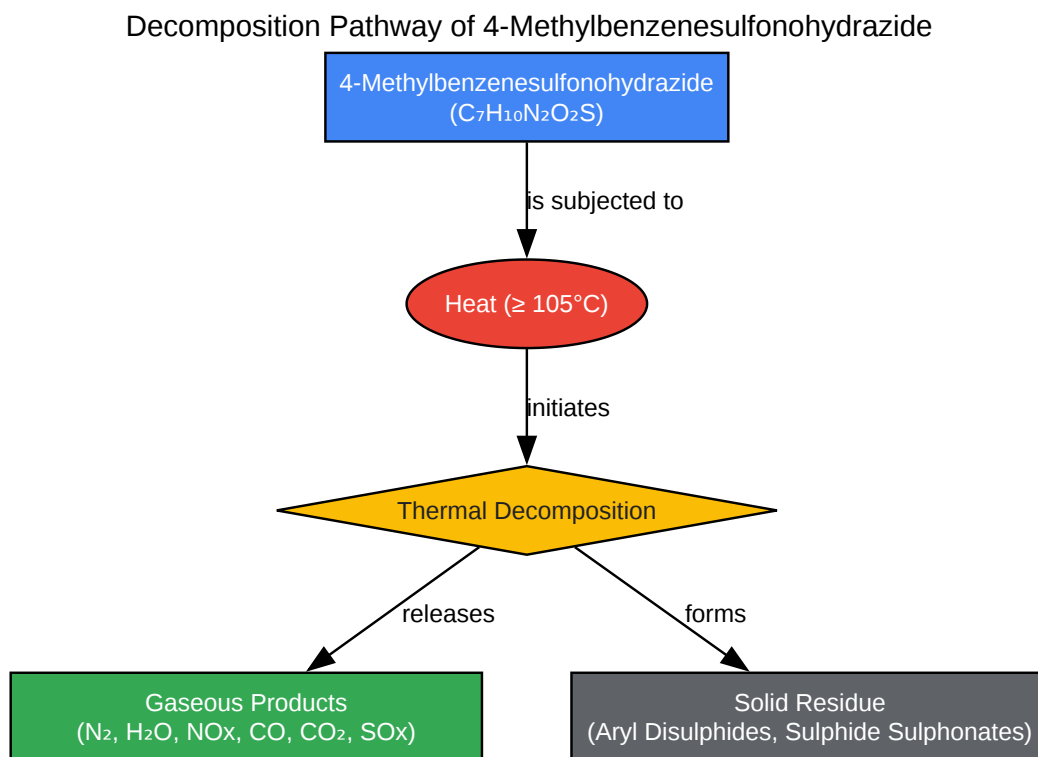 Decomposition Pathway of 4-Methylbenzenesulfonohydrazide
4-Methylbenzenesulfonohydrazide
(C₇H₁₀N₂O₂S)
is subjected to
Heat (≥ 105°C)
initiates
Thermal Decomposition
releases
forms
Gaseous Products
(N₂, H₂O, NOx, CO, CO₂, SOx)
Solid Residue
(Aryl Disulphides, Sulphide Sulphonates)